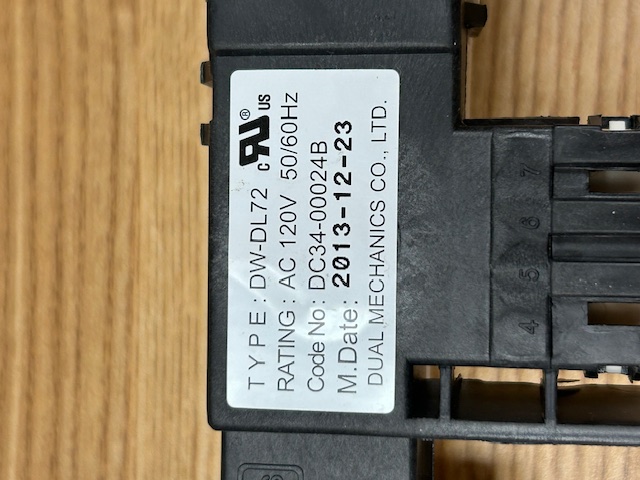 TYPE : DW-DL72
RATING : AC 120V 50/60Hz
Code No : DC34-00024B
M.Date: 2013-12-23
DUAL MECHANICS CO., LTD.
c RU ® US
4 5 6 7